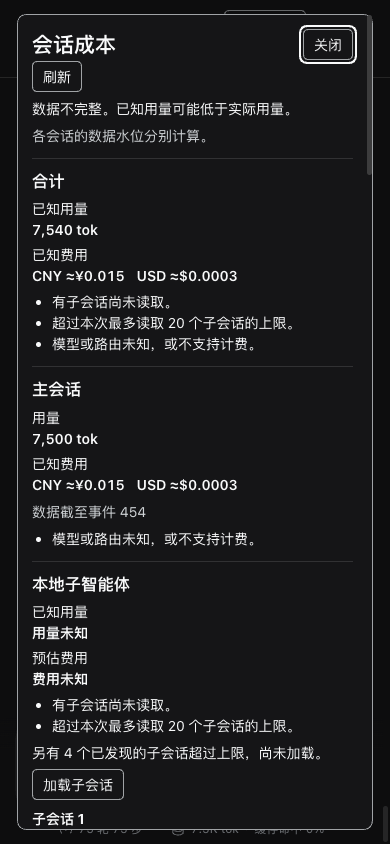 会话成本
关闭
刷新
数据不完整。已知用量可能低于实际用量。
各会话的数据水位分别计算。
合计
已知用量
7,540 tok
已知费用
CNY ≈¥0.015 USD ≈$0.0003
• 有子会话尚未读取。
• 超过本次最多读取 20 个子会话的上限。
• 模型或路由未知，或不支持计费。
主会话
用量
7,500 tok
已知费用
CNY ≈¥0.015 USD ≈$0.0003
数据截至事件 454
• 模型或路由未知，或不支持计费。
本地子智能体
已知用量
用量未知
预估费用
费用未知
• 有子会话尚未读取。
• 超过本次最多读取 20 个子会话的上限。
另有 4 个已发现的子会话超过上限，尚未加载。
加载子会话
子会话 1